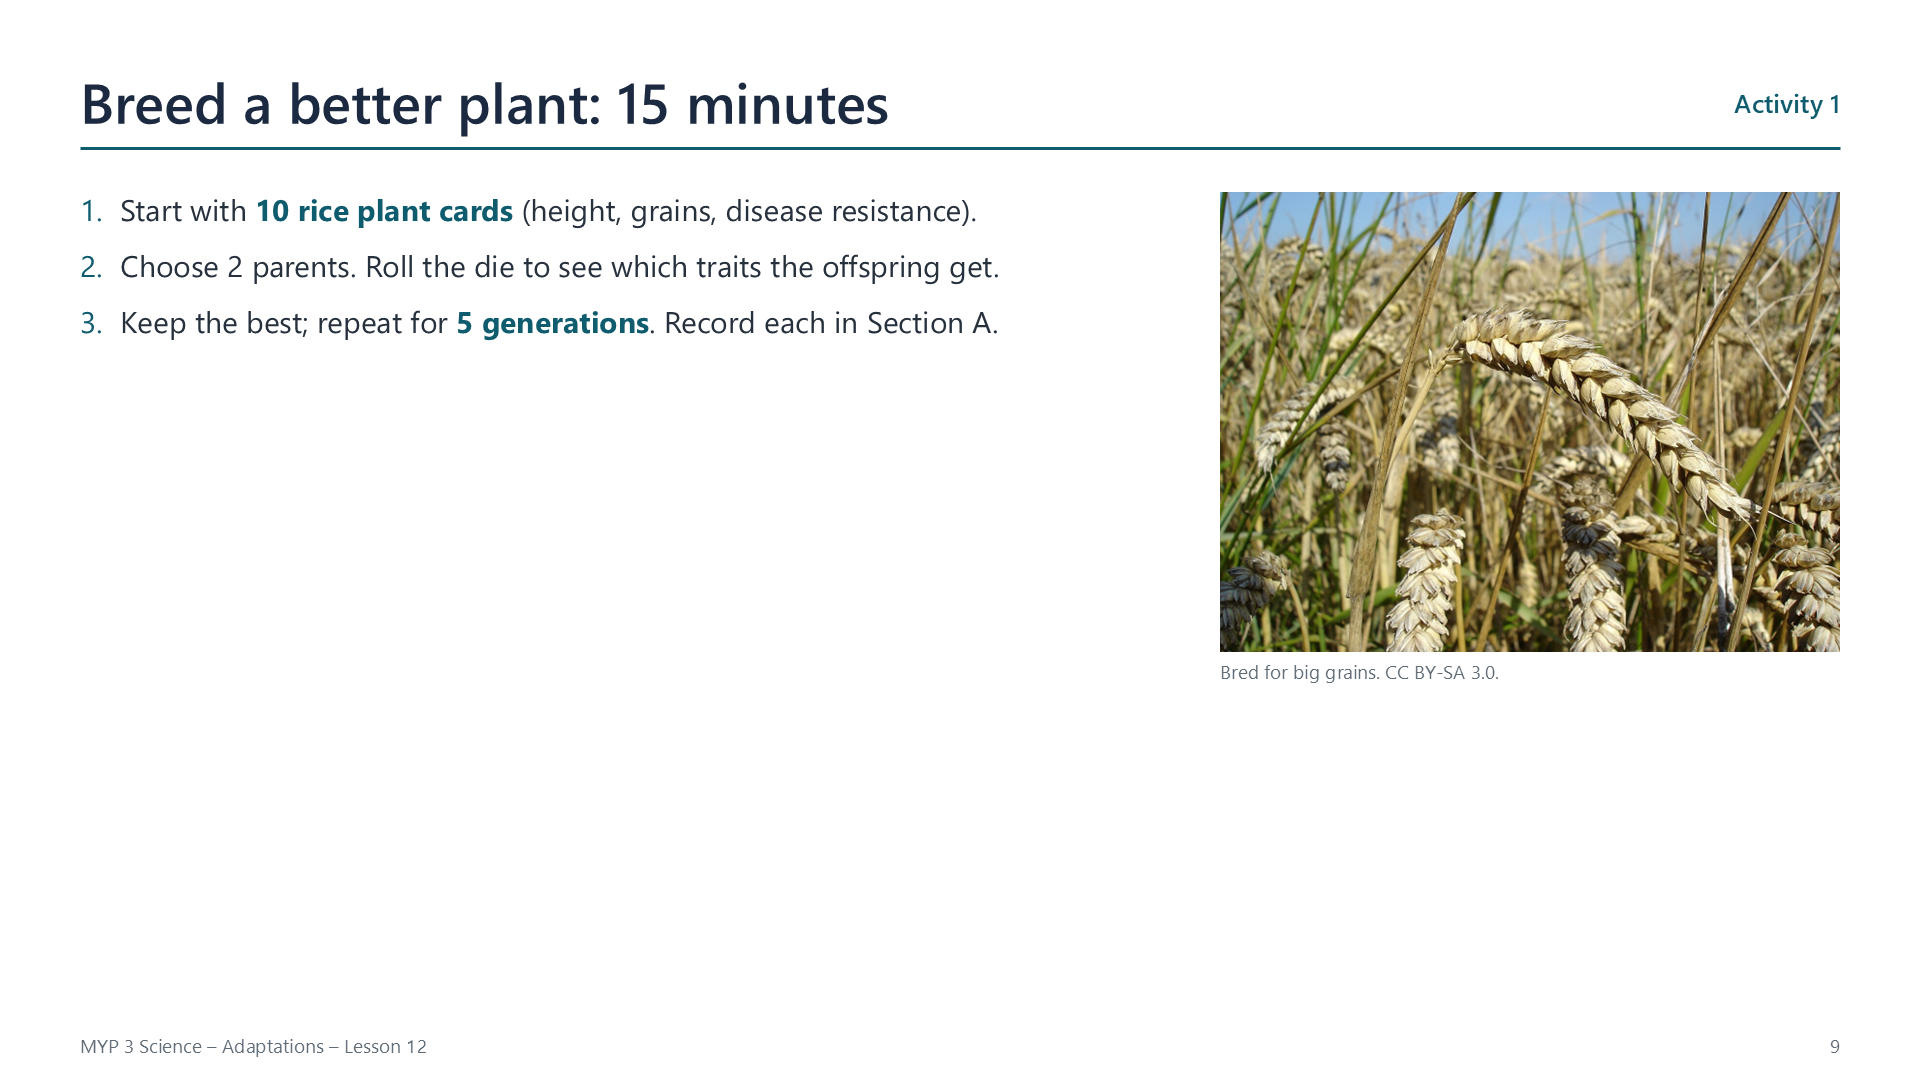 Breed a better plant: 15 minutes
Activity 1
1. Start with 10 rice plant cards (height, grains, disease resistance).
2. Choose 2 parents. Roll the die to see which traits the offspring get.
3. Keep the best; repeat for 5 generations. Record each in Section A.
Bred for big grains. CC BY-SA 3.0.
MYP 3 Science – Adaptations – Lesson 12
9